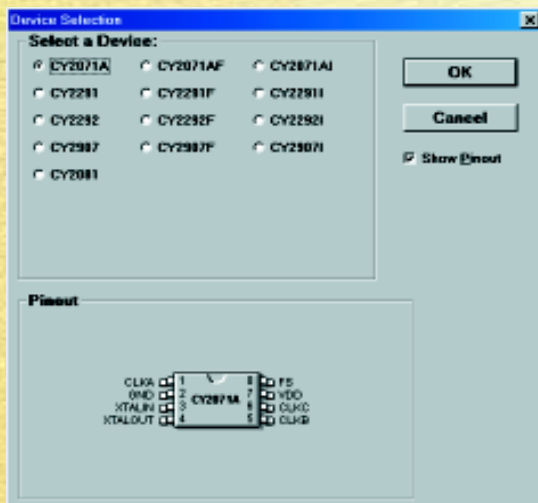 Device Selection
Select a Device:
CY2071A CY2071AF CY2071AI
CY2291 CY2291F CY2291I
CY2292 CY2292F CY2292I
CY2907 CY2907F CY2907I
CY2081
OK
Cancel
Show Pinout
Pinout
CLKA 1 8 FS
GND 2 7 VDD
XTALIN 3 6 CLKC
XTALOUT 4 5 CLKB
CY2071A